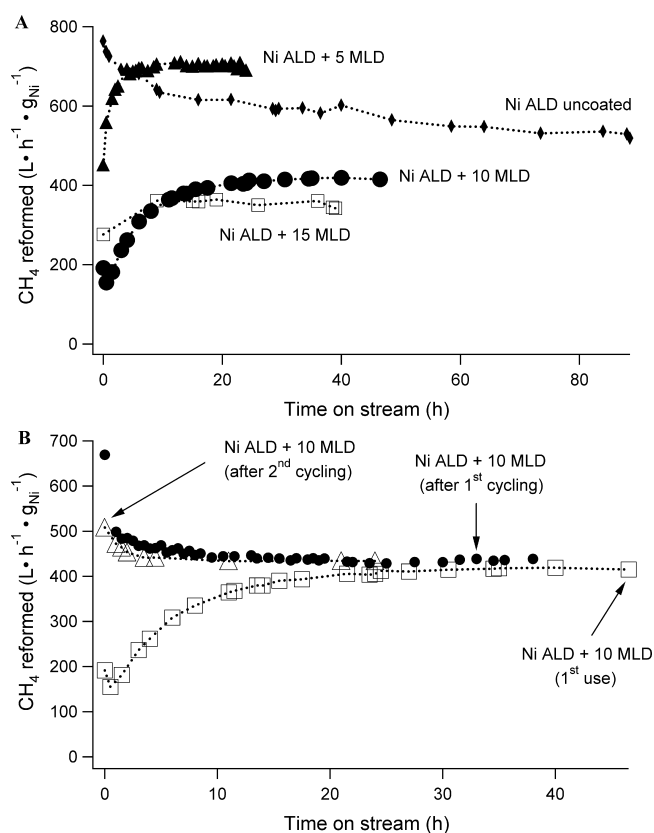 A
800
600
400
200
0
CH₄ reformed (L• h⁻¹ • gNi⁻¹)
Ni ALD + 5 MLD
Ni ALD uncoated
Ni ALD + 10 MLD
Ni ALD + 15 MLD
0 20 40 60 80
Time on stream (h)
B
700
600
500
400
300
200
100
0
CH₄ reformed (L• h⁻¹ • gNi⁻¹)
Ni ALD + 10 MLD
(after 2nd cycling)
Ni ALD + 10 MLD
(after 1st cycling)
Ni ALD + 10 MLD
(1st use)
0 10 20 30 40
Time on stream (h)